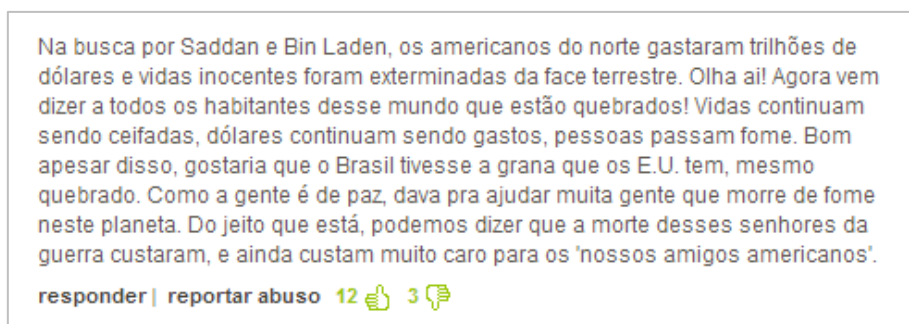 Na busca por Saddan e Bin Laden, os americanos do norte gastaram trilhões de
dólares e vidas inocentes foram exterminadas da face terrestre. Olha ai! Agora vem
dizer a todos os habitantes desse mundo que estão quebrados! Vidas continuam
sendo ceifadas, dólares continuam sendo gastos, pessoas passam fome. Bom
apesar disso, gostaria que o Brasil tivesse a grana que os E.U. tem, mesmo
quebrado. Como a gente é de paz, dava pra ajudar muita gente que morre de fome
neste planeta. Do jeito que está, podemos dizer que a morte desses senhores da
guerra custaram, e ainda custam muito caro para os 'nossos amigos americanos'.
responder | reportar abuso 12 3